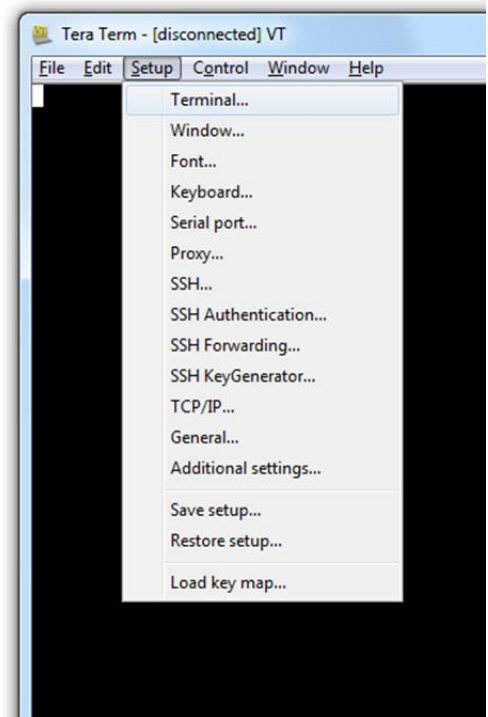 Tera Term - [disconnected] VT
File Edit Setup Control Window Help
Terminal...
Window...
Font...
Keyboard...
Serial port...
Proxy...
SSH...
SSH Authentication...
SSH Forwarding...
SSH KeyGenerator...
TCP/IP...
General...
Additional settings...
Save setup...
Restore setup...
Load key map...